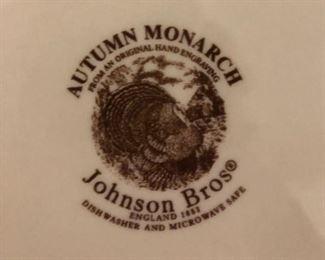 AUTUMN MONARCH
FROM AN ORIGINAL HAND ENGRAVING
Johnson Bros®
ENGLAND 1883
DISHWASHER AND MICROWAVE SAFE